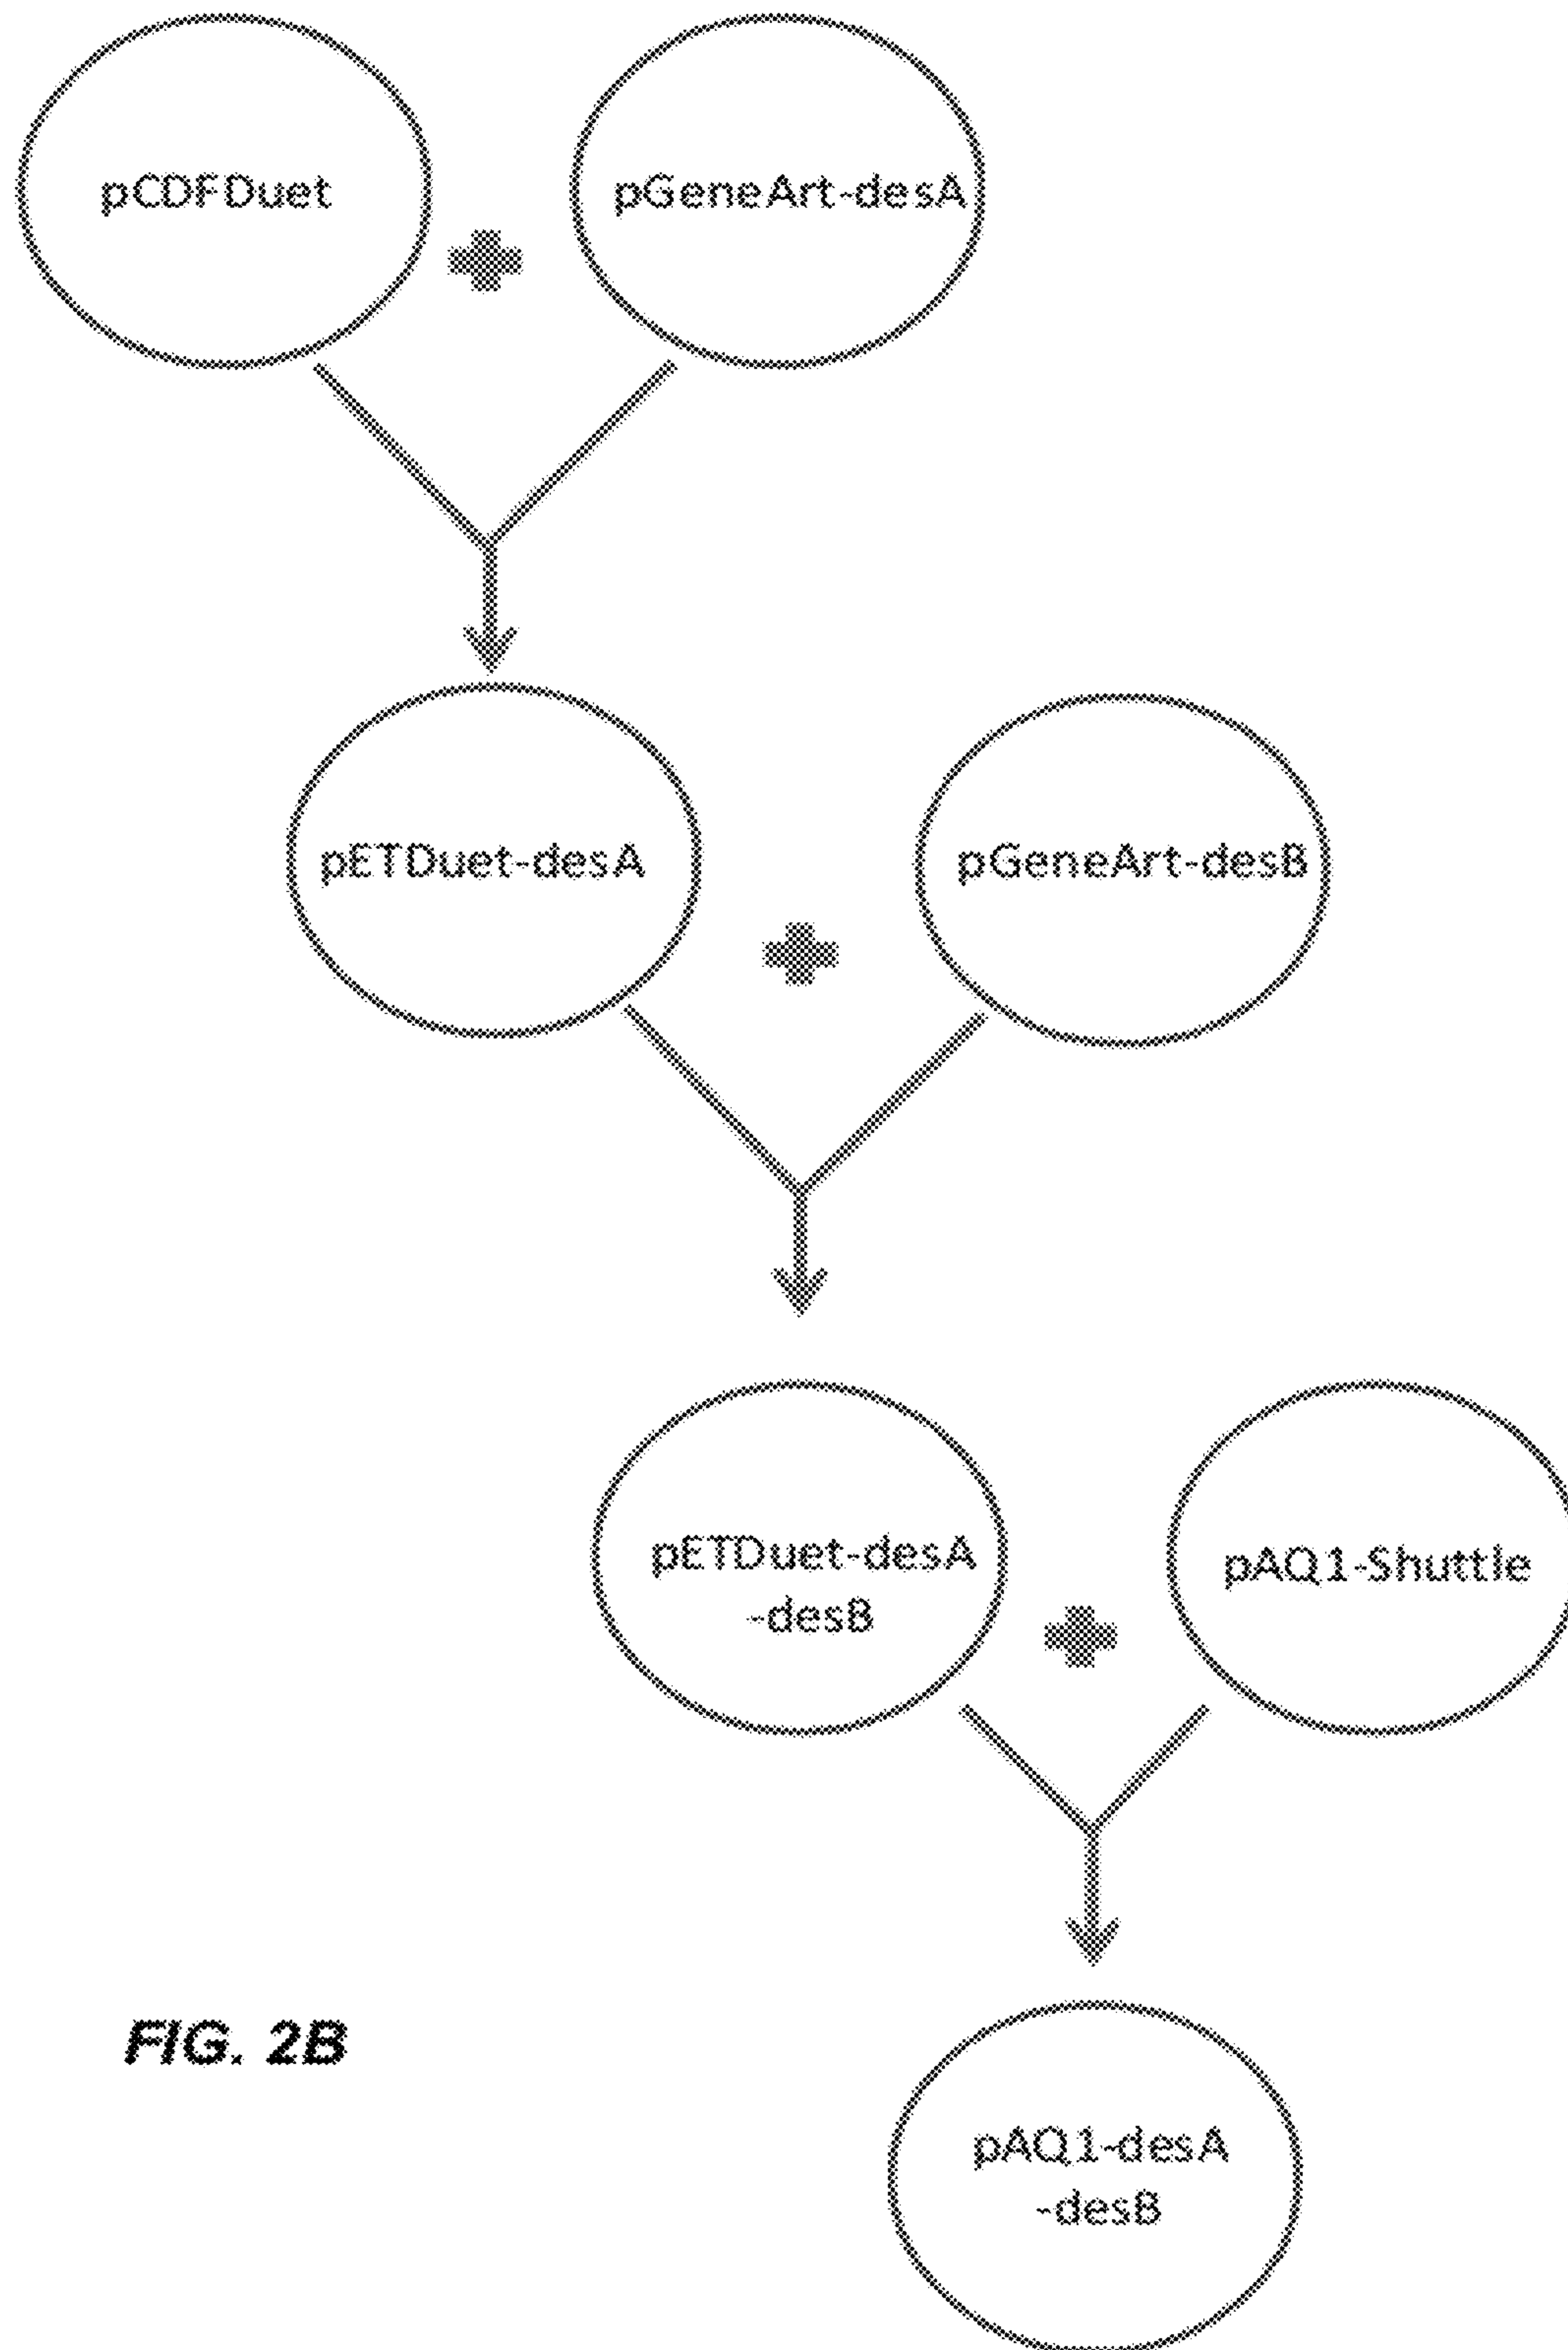 pCDFDuet
pGeneArt-desA
pETDuet-desA
pGeneArt-desB
pETDuet-desA
-desB
pAQ1-Shuttle
pAQ1-desA
-desB
FIG. 2B